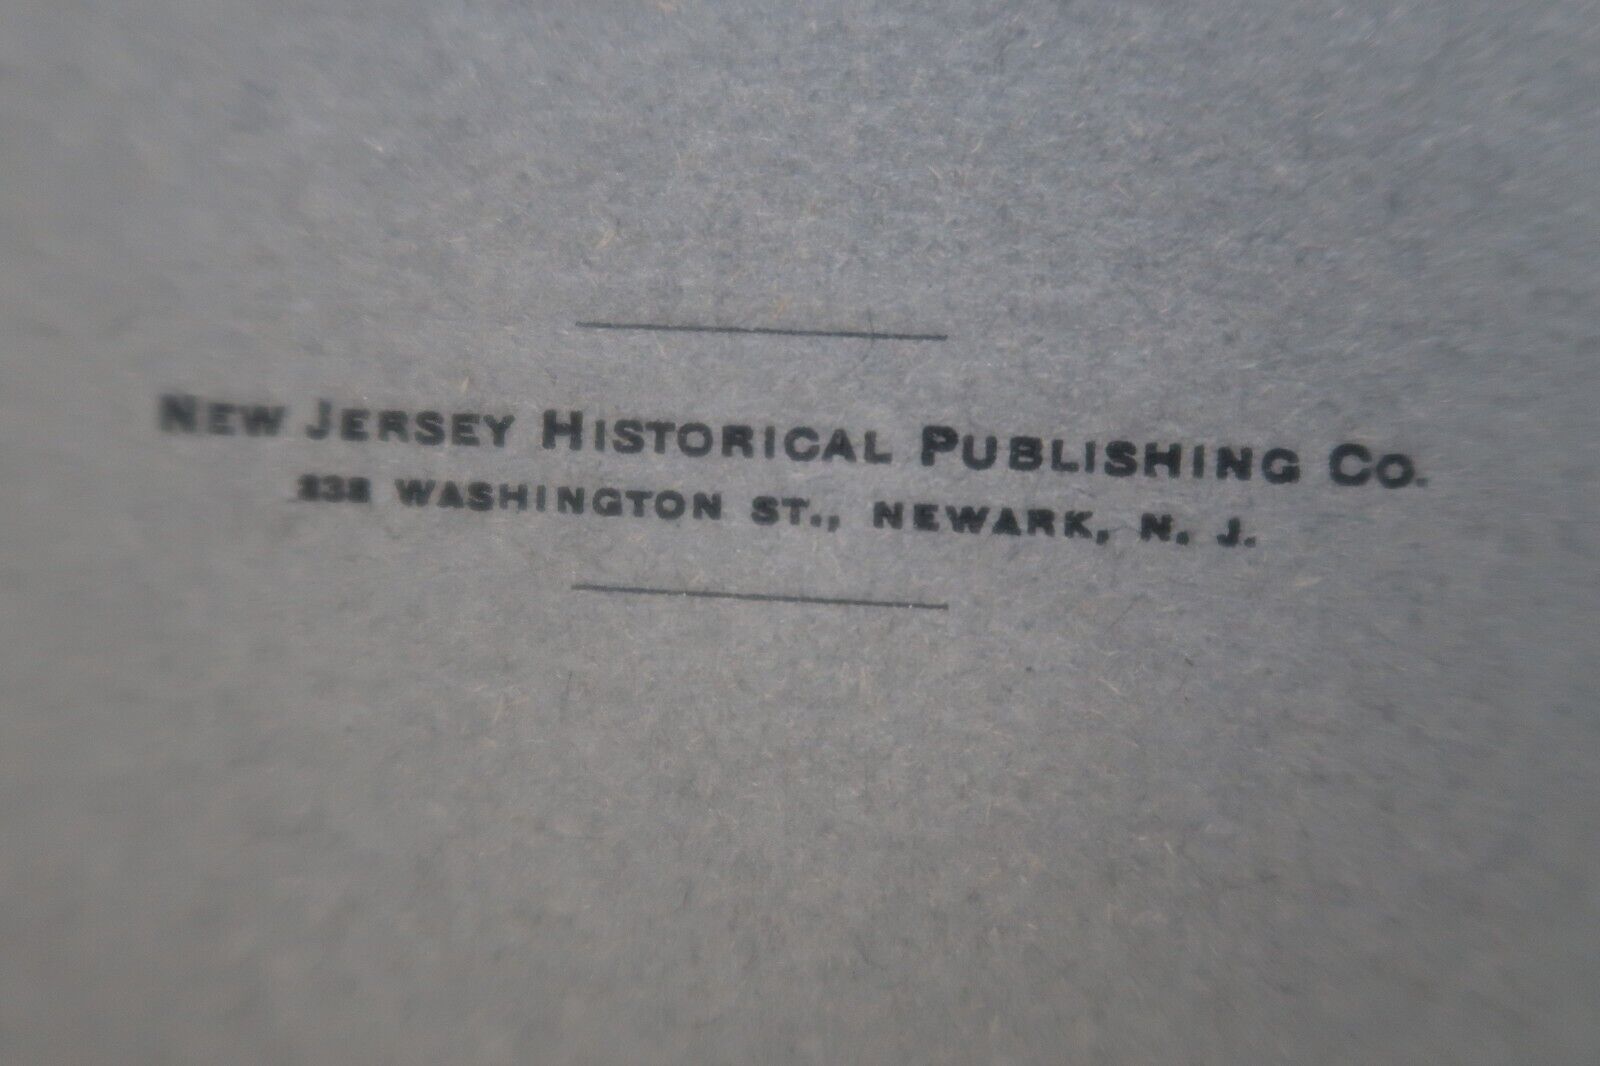 NEW JERSEY HISTORICAL PUBLISHING CO.
WASHINGTON ST., NEWARK, N. J.